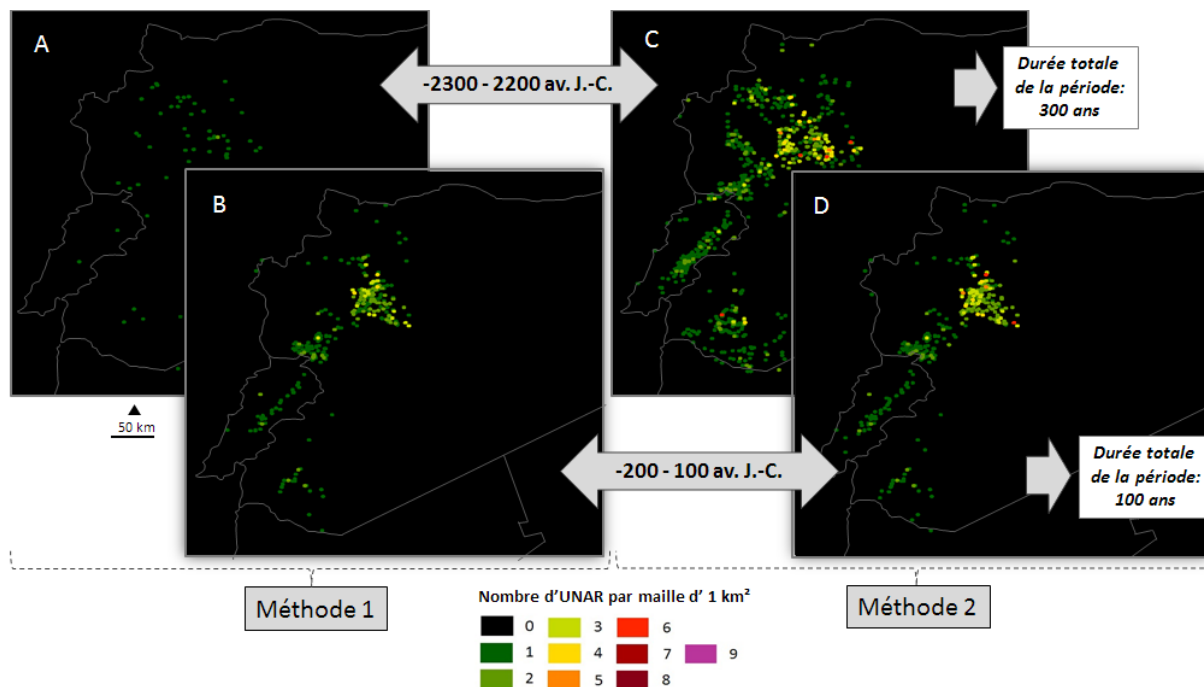 A
-2300 - 2200 av. J.-C.
C
Durée totale
de la période:
300 ans
B
D
50 km
-200 - 100 av. J.-C.
Durée totale
de la période:
100 ans
Méthode 1
Méthode 2
Nombre d'UNAR par maille d' 1 km²
0 3 6
1 4 7 9
2 5 8